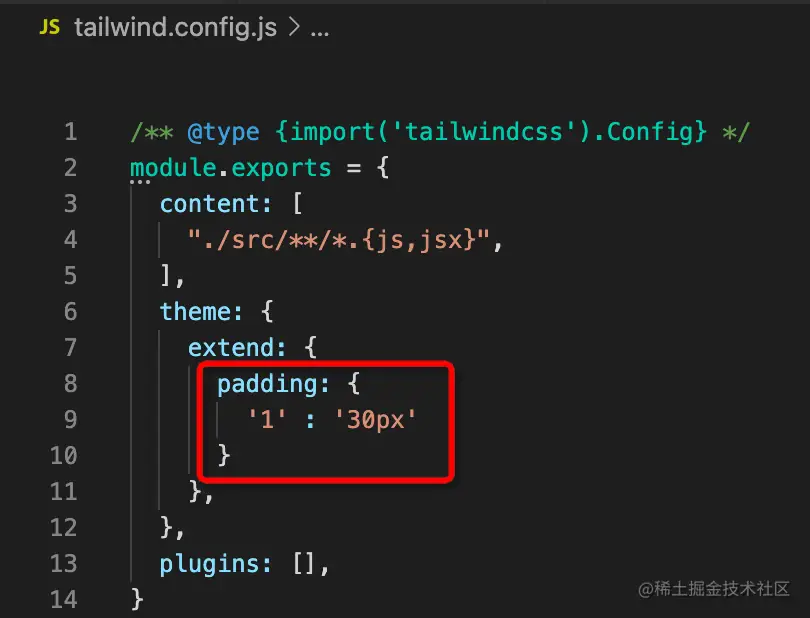 JS tailwind.config.js > ...
1 /** @type {import('tailwindcss').Config} */
2 module.exports = {
3   content: [
4     "./src/**/*.{js,jsx}",
5   ],
6   theme: {
7     extend: {
8       padding: {
9         '1' : '30px'
10       }
11     },
12   },
13   plugins: [],
14 }
@稀土掘金技术社区